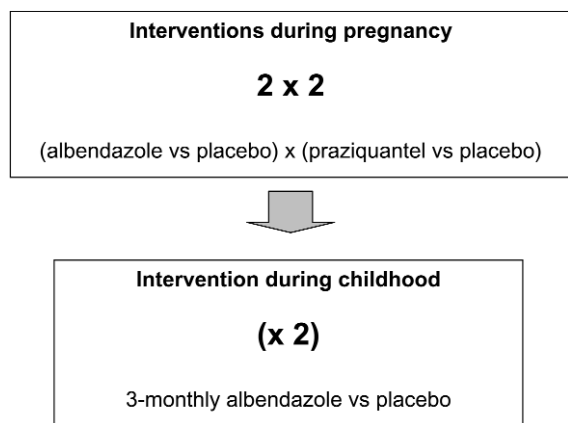 Interventions during pregnancy
2 x 2
(albendazole vs placebo) x (praziquantel vs placebo)
Intervention during childhood
(x 2)
3-monthly albendazole vs placebo